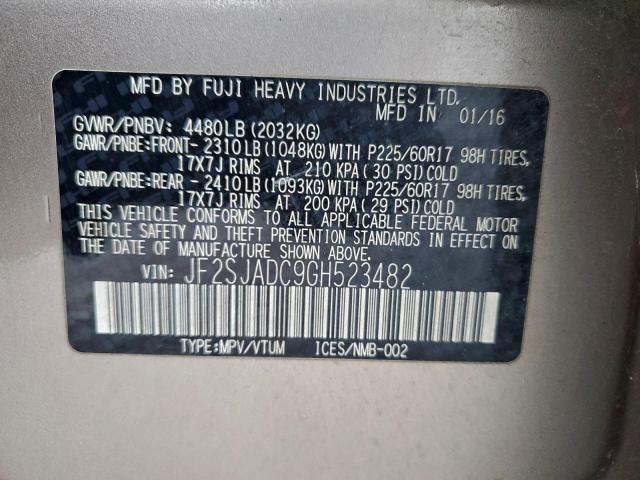 MFD BY FUJI HEAVY INDUSTRIES LTD.
MFD IN 01/16
GVWR/PNBV: 4480LB(2032KG)
GAWR/PNBE:FRONT- 2310LB(1048KG)WITH P225/60R17 98H TIRES,
17X7J RIMS AT 210 KPA(30 PSI)COLD
GAWR/PNBE:REAR - 2410LB(1093KG)WITH P225/60R17 98H TIRES,
17X7J RIMS AT 200 KPA(29 PSI)COLD
THIS VEHICLE CONFORMS TO ALL APPLICABLE FEDERAL MOTOR
VEHICLE SAFETY AND THEFT PREVENTION STANDARDS IN EFFECT ON
THE DATE OF MANUFACTURE SHOWN ABOVE.
VIN: JF2SJADC9GH523482
TYPE:MPV/VTUM ICES/NMB-002